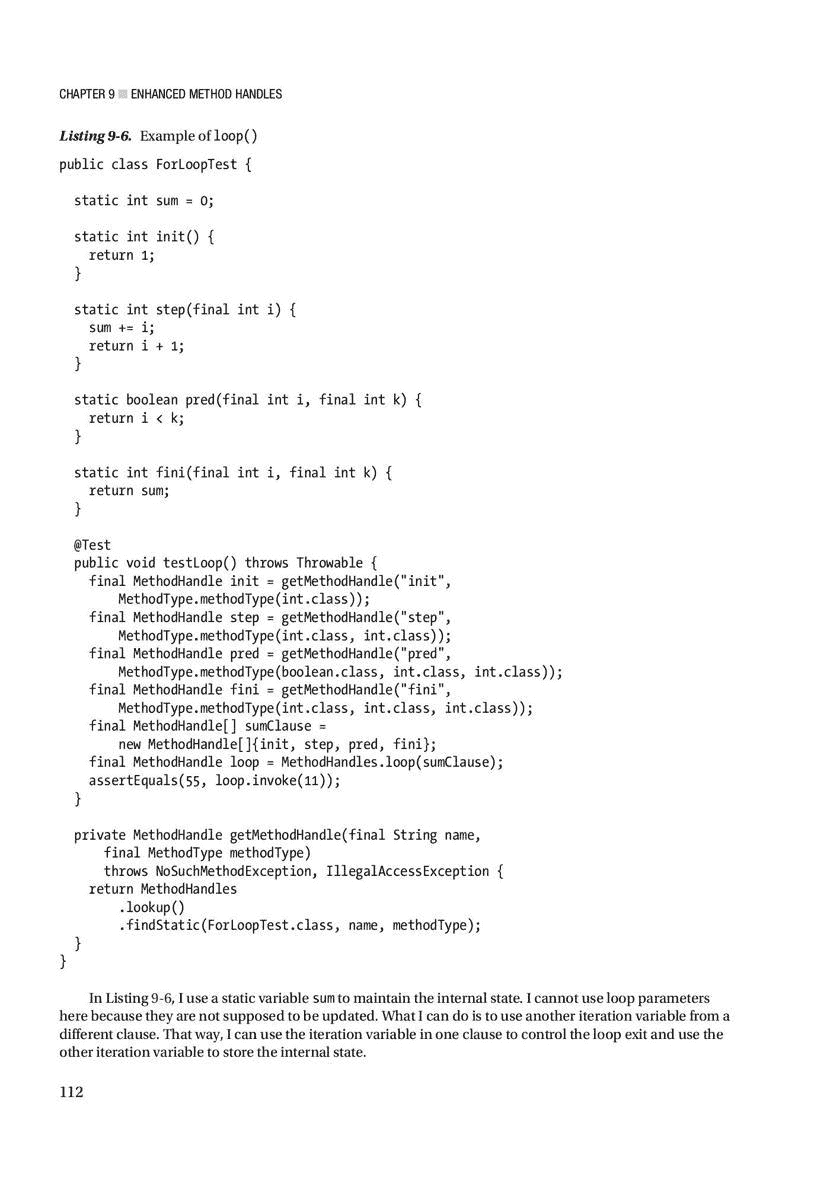 CHAPTER 9 ▒ ENHANCED METHOD HANDLES
Listing 9-6. Example of loop()
public class ForLoopTest {
  static int sum = 0;
  static int init() {
    return 1;
  }
  static int step(final int i) {
    sum += i;
    return i + 1;
  }
  static boolean pred(final int i, final int k) {
    return i < k;
  }
  static int fini(final int i, final int k) {
    return sum;
  }
  @Test
  public void testLoop() throws Throwable {
    final MethodHandle init = getMethodHandle("init",
        MethodType.methodType(int.class));
    final MethodHandle step = getMethodHandle("step",
        MethodType.methodType(int.class, int.class));
    final MethodHandle pred = getMethodHandle("pred",
        MethodType.methodType(boolean.class, int.class, int.class));
    final MethodHandle fini = getMethodHandle("fini",
        MethodType.methodType(int.class, int.class, int.class));
    final MethodHandle[] sumClause =
        new MethodHandle[]{init, step, pred, fini};
    final MethodHandle loop = MethodHandles.loop(sumClause);
    assertEquals(55, loop.invoke(11));
  }
  private MethodHandle getMethodHandle(final String name,
      final MethodType methodType)
      throws NoSuchMethodException, IllegalAccessException {
    return MethodHandles
        .lookup()
        .findStatic(ForLoopTest.class, name, methodType);
  }
}
In Listing 9-6, I use a static variable sum to maintain the internal state. I cannot use loop parameters
here because they are not supposed to be updated. What I can do is to use another iteration variable from a
different clause. That way, I can use the iteration variable in one clause to control the loop exit and use the
other iteration variable to store the internal state.
112